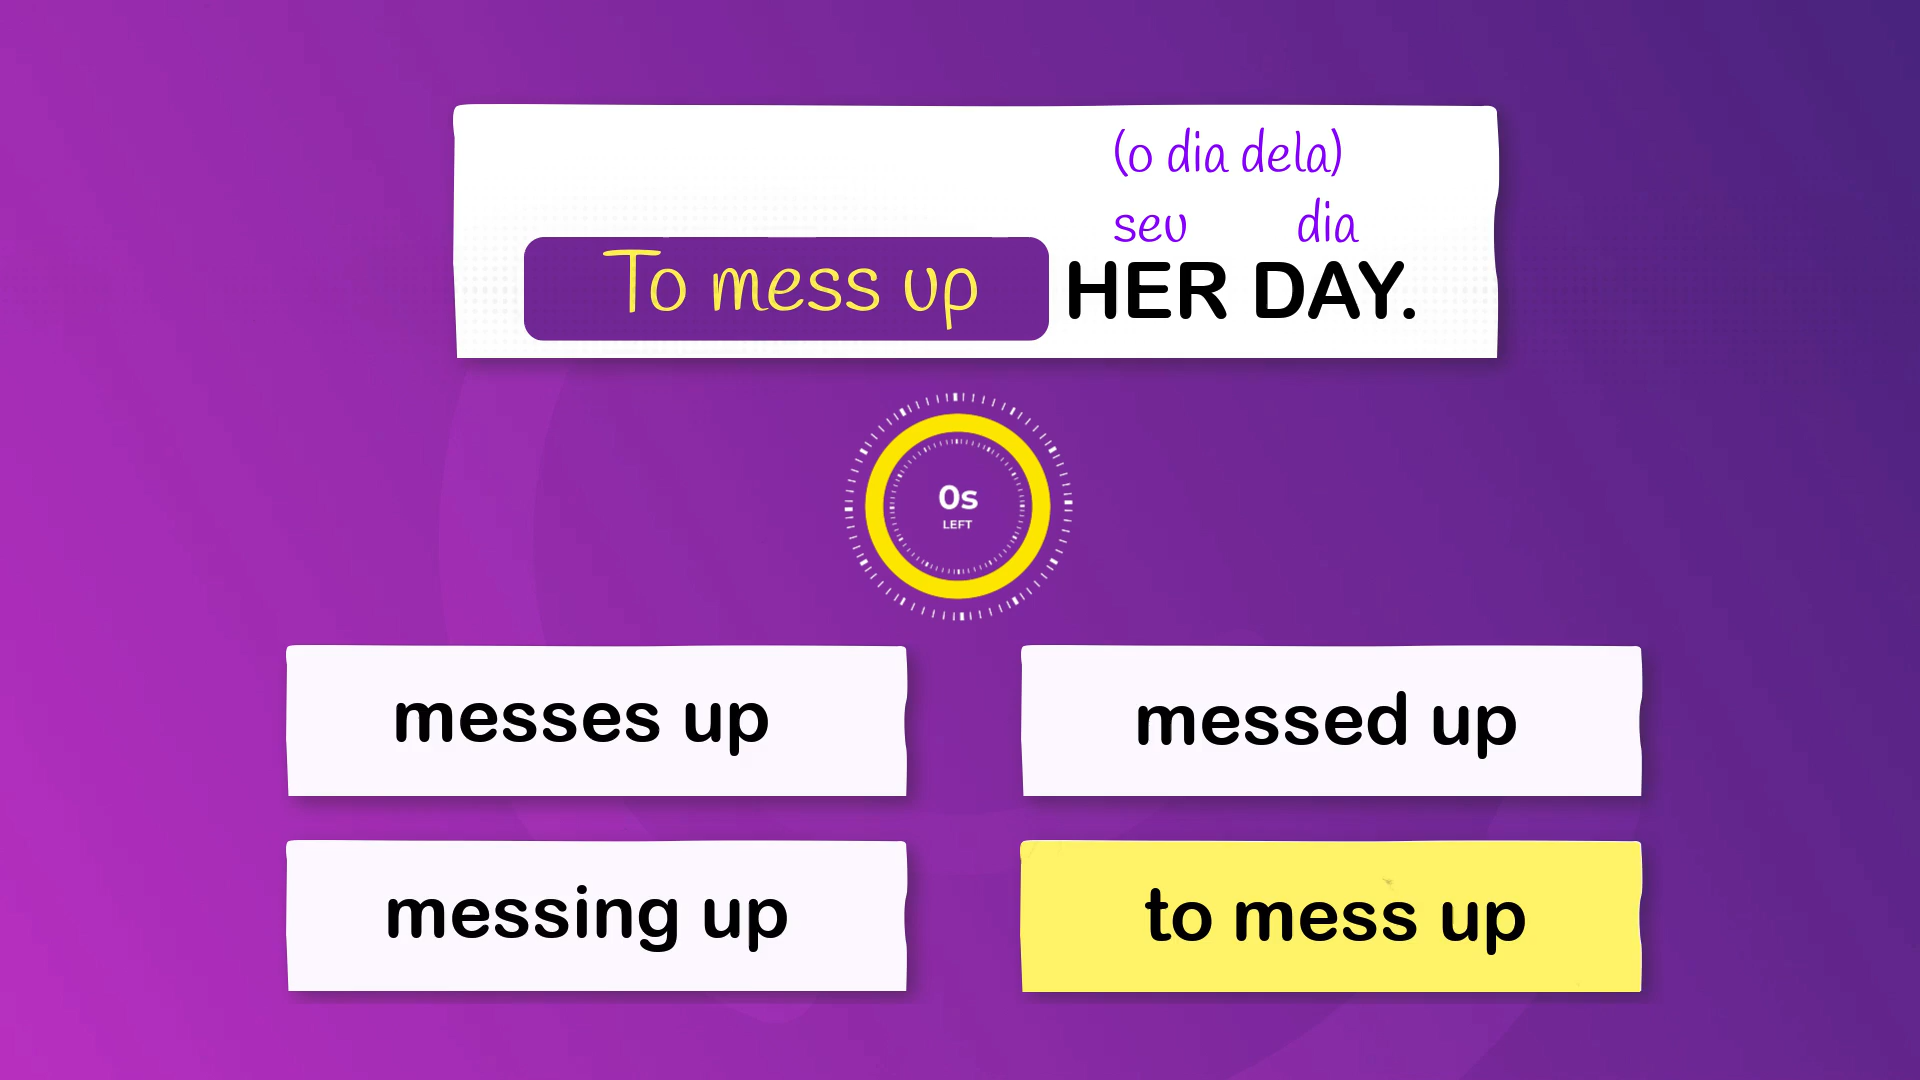 (o dia dela)
seu dia
To mess up HER DAY.
0s
LEFT
messes up
messed up
messing up
to mess up